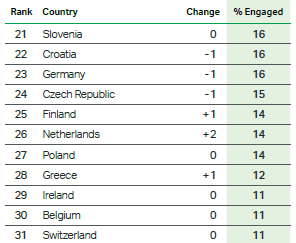 Rank Country Change % Engaged
21 Slovenia 0 16
22 Croatia -1 16
23 Germany -1 16
24 Czech Republic -1 15
25 Finland +1 14
26 Netherlands +2 14
27 Poland 0 14
28 Greece +1 12
29 Ireland 0 11
30 Belgium 0 11
31 Switzerland 0 11